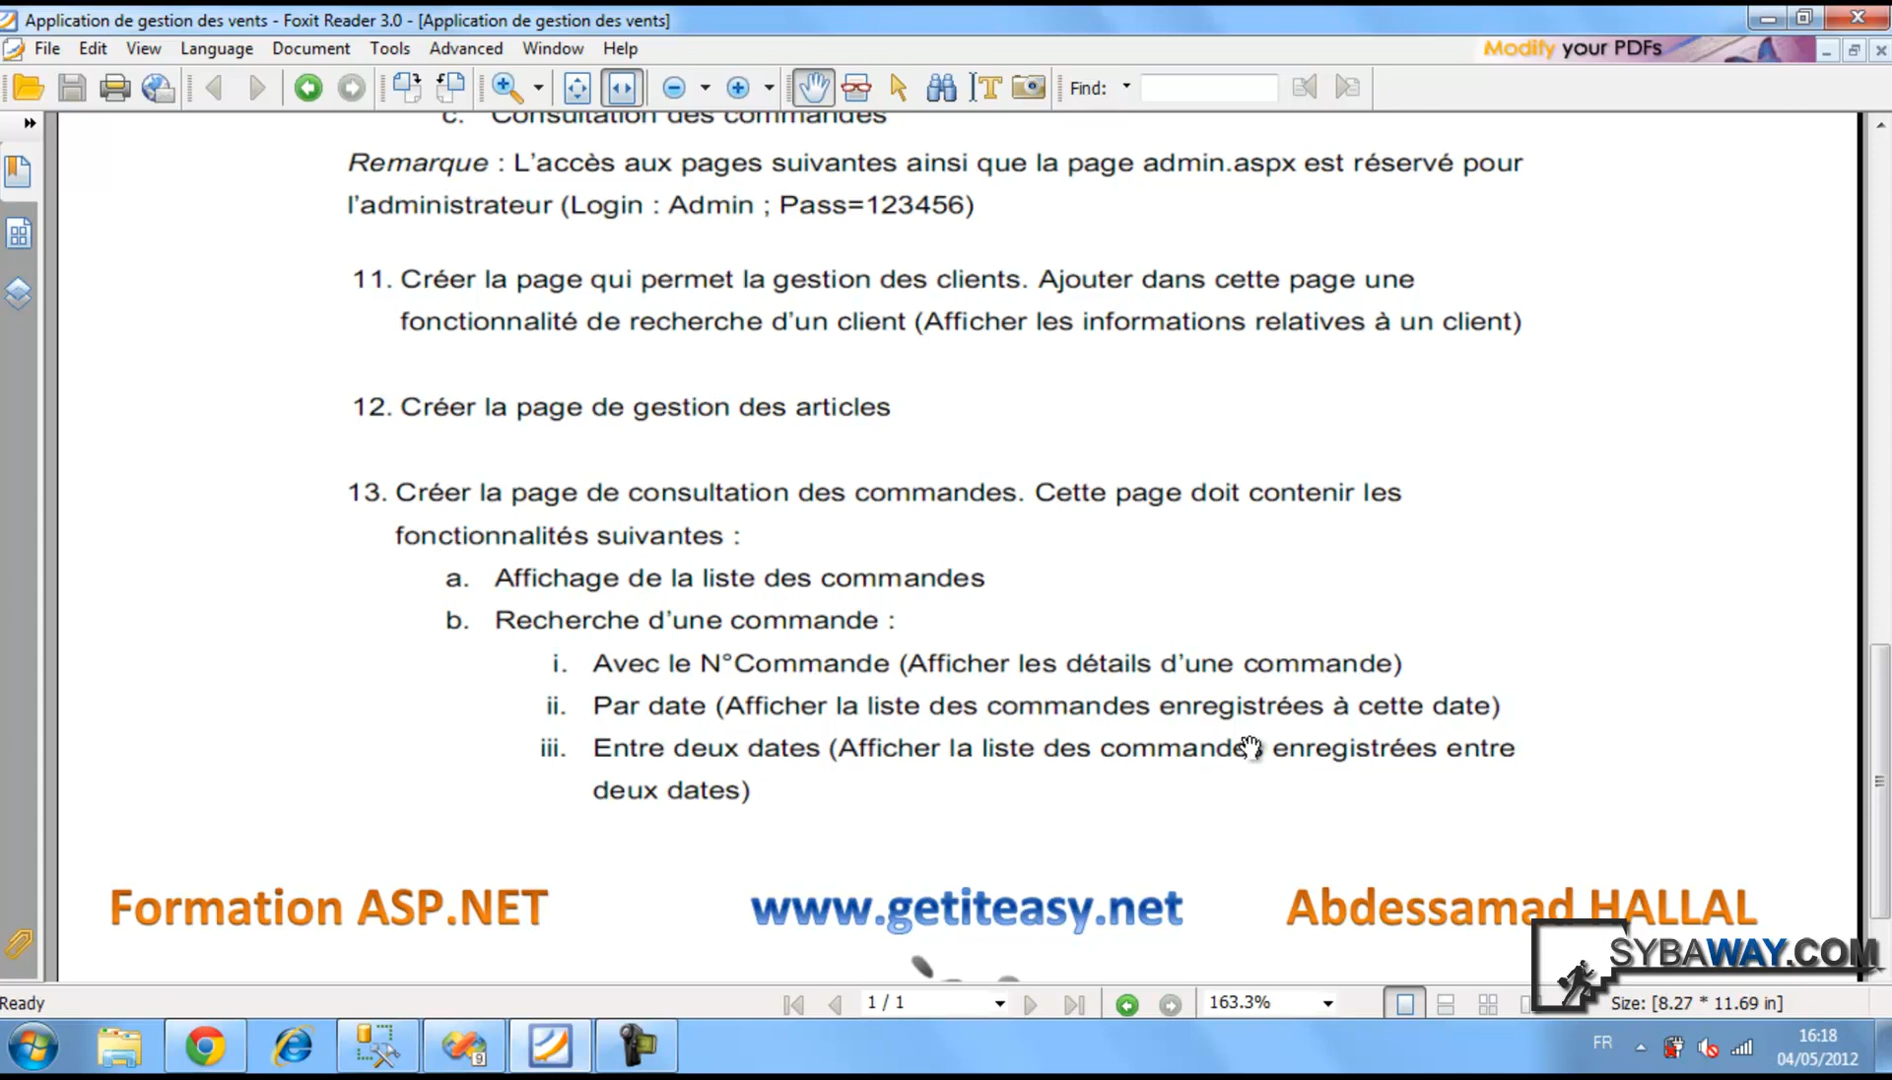 Application de gestion des vents - Foxit Reader 3.0 - [Application de gestion des vents]
File Edit View Language Document Tools Advanced Window Help
Modify your PDFs
Find:
c. Consultation des commandes
Remarque : L'accès aux pages suivantes ainsi que la page admin.aspx est réservé pour
l'administrateur (Login : Admin ; Pass=123456)
11. Créer la page qui permet la gestion des clients. Ajouter dans cette page une
fonctionnalité de recherche d'un client (Afficher les informations relatives à un client)
12. Créer la page de gestion des articles
13. Créer la page de consultation des commandes. Cette page doit contenir les
fonctionnalités suivantes :
a. Affichage de la liste des commandes
b. Recherche d'une commande :
i. Avec le N°Commande (Afficher les détails d'une commande)
ii. Par date (Afficher la liste des commandes enregistrées à cette date)
iii. Entre deux dates (Afficher la liste des commandes enregistrées entre
deux dates)
Formation ASP.NET www.getiteasy.net Abdessamad HALLAL
SYBAWAY.COM
Ready 1 / 1 163.3% Size: [8.27 * 11.69 in]
9
FR 16:18
04/05/2012